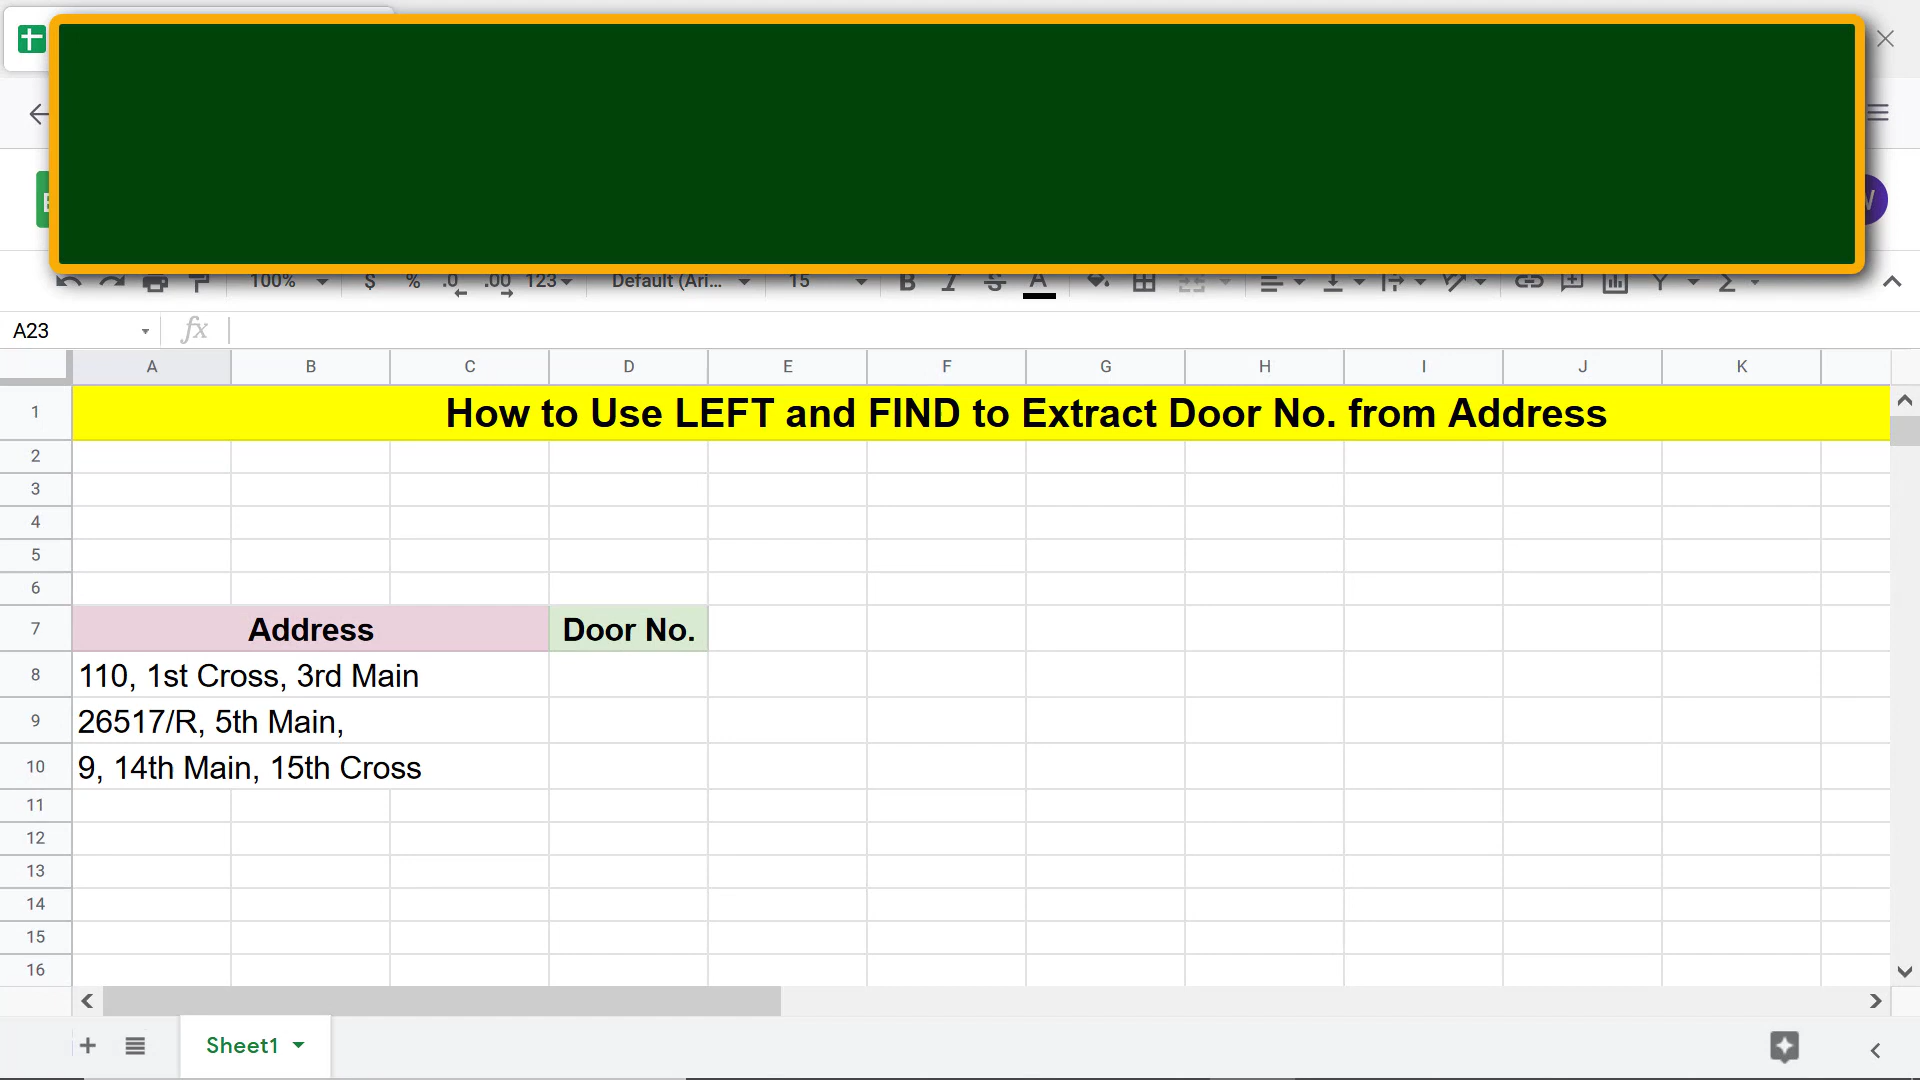 100% $ % .0 .00 123 Default (Ari... 15 B I S A
A23 fx
A B C D E F G H I J K
1 How to Use LEFT and FIND to Extract Door No. from Address
2
3
4
5
6
7 Address Door No.
8 110, 1st Cross, 3rd Main
9 26517/R, 5th Main,
10 9, 14th Main, 15th Cross
11
12
13
14
15
16
Sheet1